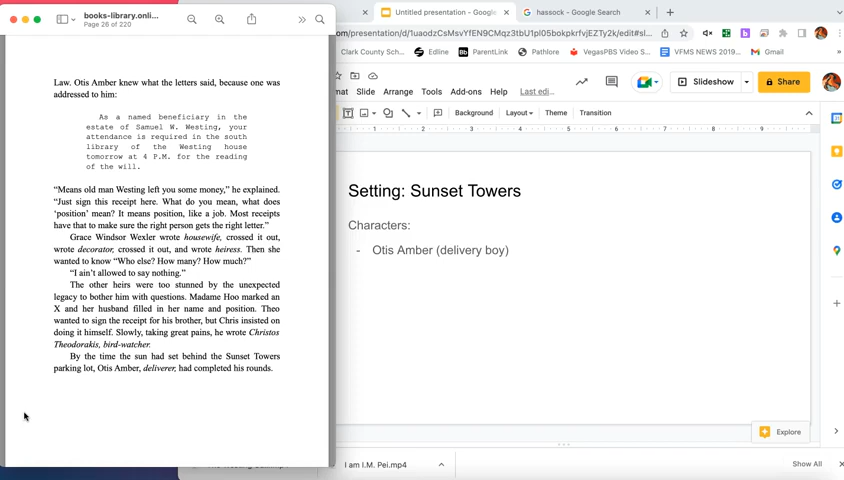 books-library.onli...
Page 26 of 220
Untitled presentation - Google
hassock - Google Search
Clark County Sch...
Edline
ParentLink
Pathlore
VegasPBS Video S...
VFMS NEWS 2019...
Gmail
mat Slide Arrange Tools Add-ons Help Last edi...
Slideshow
Share
Background Layout Theme Transition
Law. Otis Amber knew what the letters said, because one was
addressed to him:
As a named beneficiary in the
estate of Samuel W. Westing, your
attendance is required in the south
library of the Westing house
tomorrow at 4 P.M. for the reading
of the will.
“Means old man Westing left you some money,” he explained.
“Just sign this receipt here. What do you mean, what does
‘position’ mean? It means position, like a job. Most receipts
have that to make sure the right person gets the right letter.”
Grace Windsor Wexler wrote housewife, crossed it out,
wrote decorator, crossed it out, and wrote heiress. Then she
wanted to know “Who else? How many? How much?”
“I ain’t allowed to say nothing.”
The other heirs were too stunned by the unexpected
legacy to bother him with questions. Madame Hoo marked an
X and her husband filled in her name and position. Theo
wanted to sign the receipt for his brother, but Chris insisted on
doing it himself. Slowly, taking great pains, he wrote Christos
Theodorakis, bird-watcher.
By the time the sun had set behind the Sunset Towers
parking lot, Otis Amber, deliverer, had completed his rounds.
1 2 3 4 5 6 7 8 9
Setting: Sunset Towers
Characters:
- Otis Amber (delivery boy)
Explore
I am I.M. Pei.mp4
Show All